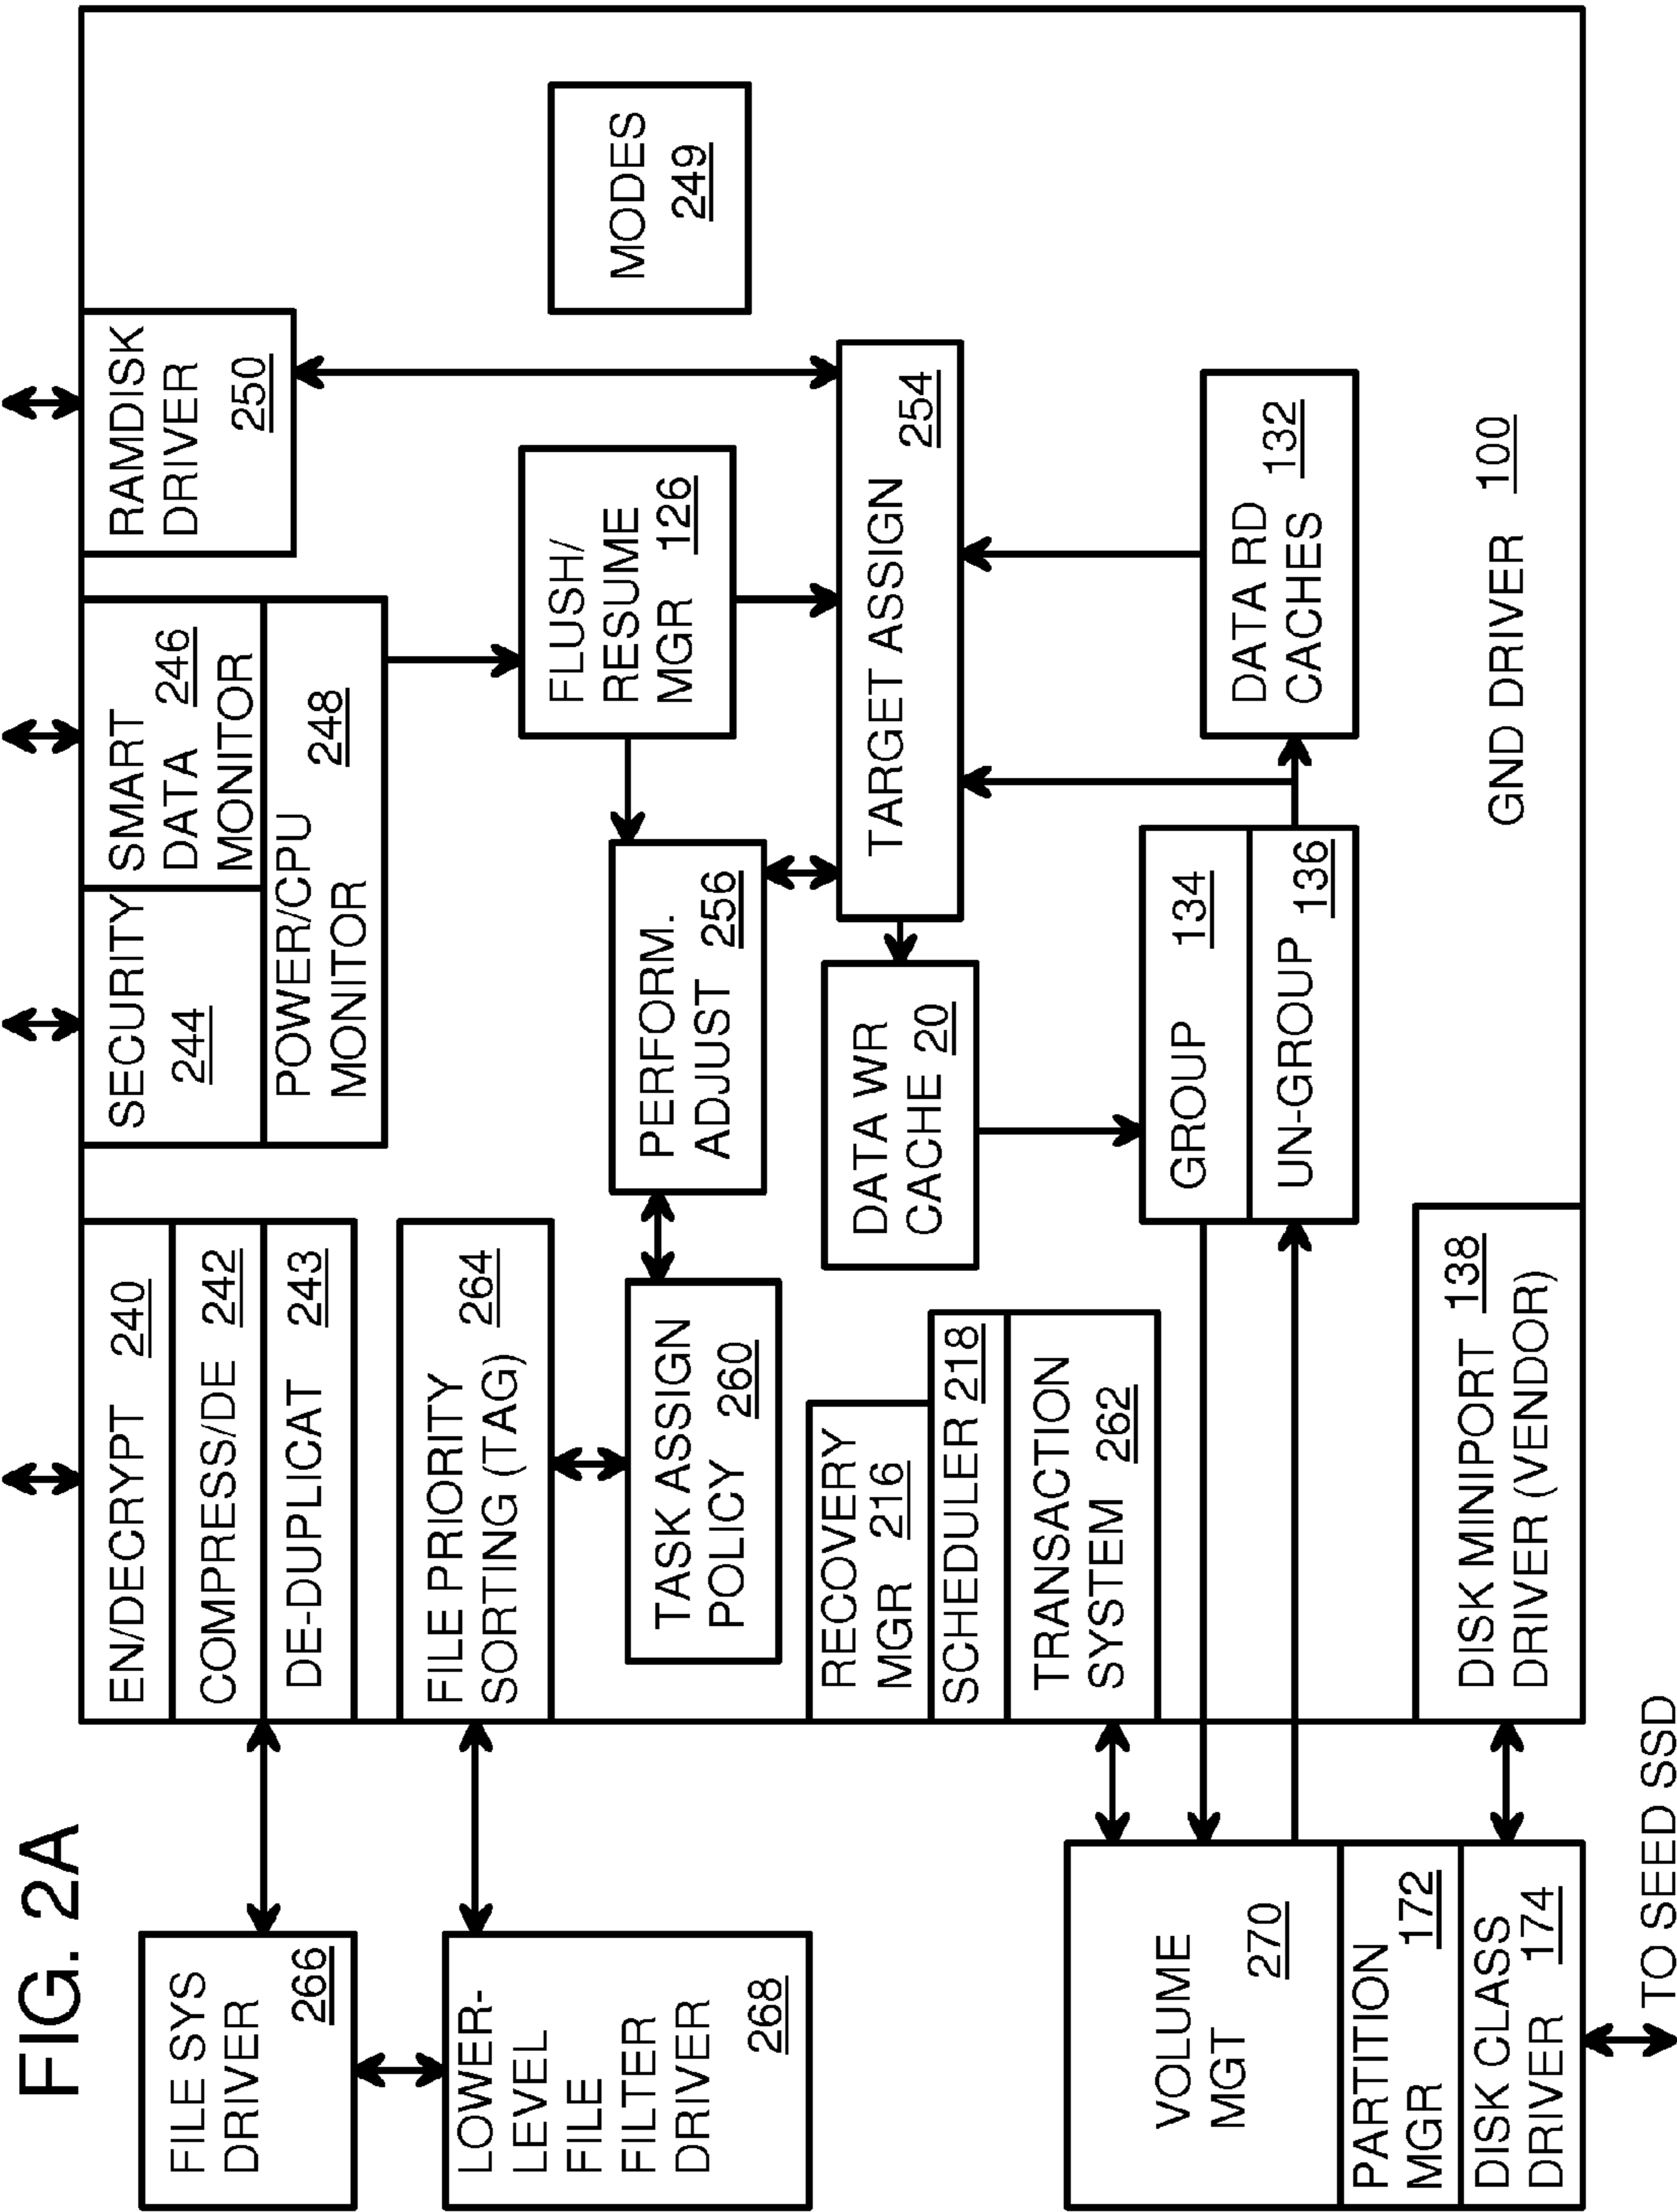 FIG. 2A
FILE SYS
DRIVER 266
LOWER-
LEVEL
FILE
FILTER
DRIVER
268
VOLUME
MGT 270
PARTITION
MGR 172
DISK CLASS
DRIVER 174
TO SEED SSD
EN/DECRYPT 240
COMPRESS/DE 242
DE-DUPLICAT 243
FILE PRIORITY
SORTING (TAG) 264
TASK ASSIGN
POLICY 260
RECOVERY
MGR 216
SCHEDULER 218
TRANSACTION
SYSTEM 262
DISK MINIPORT 138
DRIVER (VENDOR)
SECURITY
244
SMART
DATA 246
MONITOR
POWER/CPU
MONITOR 248
PERFORM.
ADJUST 256
DATA WR
CACHE 20
GROUP 134
UN-GROUP 136
RAMDISK
DRIVER
250
FLUSH/
RESUME
MGR 126
TARGET ASSIGN 254
DATA RD
CACHES 132
MODES
249
GND DRIVER 100